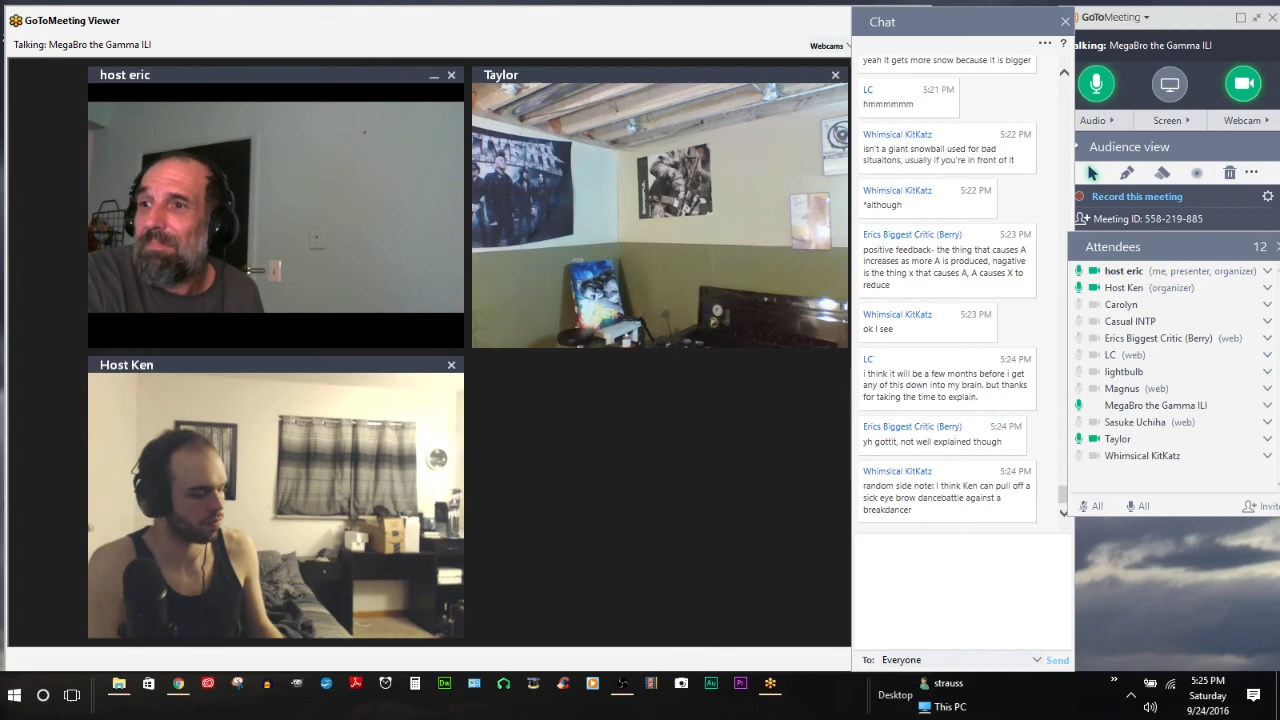 GoToMeeting Viewer
Talking: MegaBro the Gamma ILI
Webcams
host eric
Taylor
Host Ken
Chat
?
yeah It gets more snow because it is bigger
LC 5:21 PM
hmmmmmm
Whimsical KitKatz 5:22 PM
isn't a giant snowball used for bad
situaitons, usually if you're in front of it
Whimsical KitKatz 5:22 PM
*although
Erics Biggest Critic (Berry) 5:23 PM
positive feedback- the thing that causes A
increases as more A is produced, nagative
is the thing x that causes A, A causes X to
reduce
Whimsical KitKatz 5:23 PM
ok I see
LC 5:24 PM
i think it will be a few months before i get
any of this down into my brain. but thanks
for taking the time to explain.
Erics Biggest Critic (Berry) 5:24 PM
yh gottit, not well explained though
Whimsical KitKatz 5:24 PM
random side note: I think Ken can pull off a
sick eye brow dancebattle against a
breakdancer
To: Everyone
Send
GoToMeeting
alking: MegaBro the Gamma ILI
Audio
Screen
Webcam
Audience view
Record this meeting
Meeting ID: 558-219-885
Attendees 12
host eric (me, presenter, organizer)
Host Ken (organizer)
Carolyn
Casual INTP
Erics Biggest Critic (Berry) (web)
LC (web)
lightbulb
Magnus (web)
MegaBro the Gamma ILI
Sasuke Uchiha (web)
Taylor
Whimsical KitKatz
All
All
Invite
Dw
Au
Pr
Desktop
strauss
This PC
5:25 PM
Saturday
9/24/2016